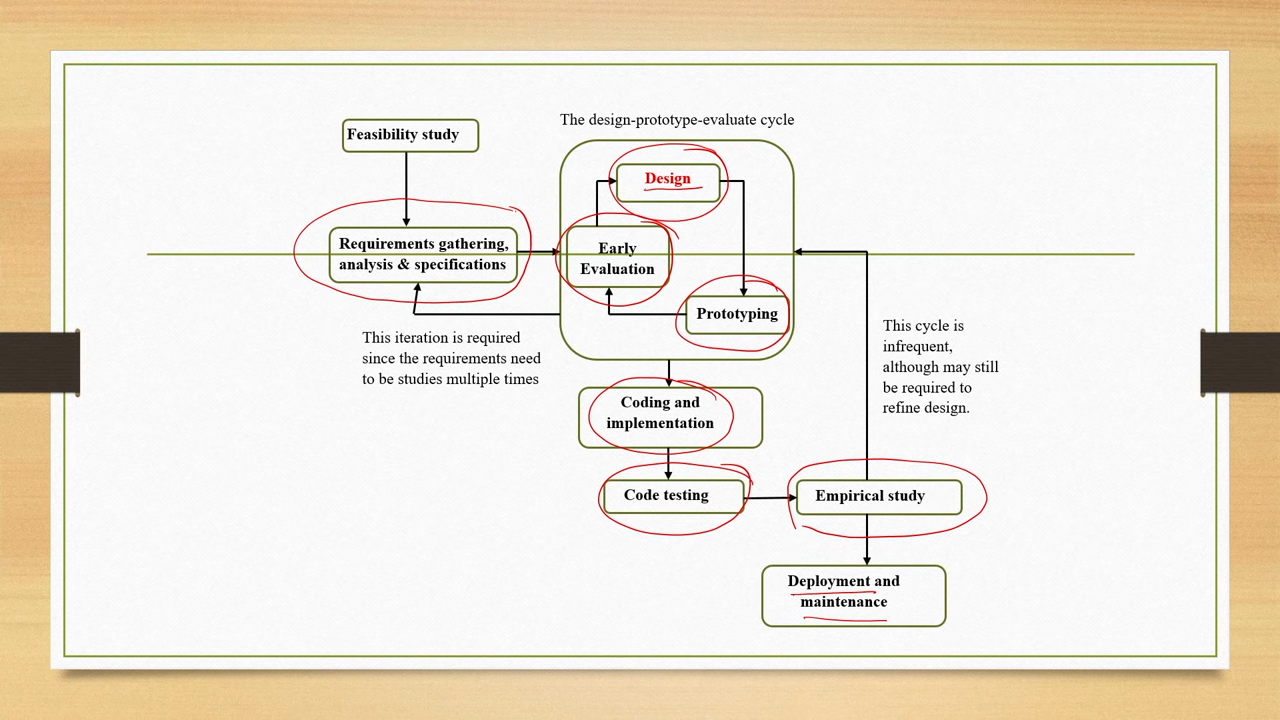 The design-prototype-evaluate cycle
Feasibility study
Design
Requirements gathering,
analysis & specifications
Early
Evaluation
Prototyping
This iteration is required
since the requirements need
to be studies multiple times
This cycle is
infrequent,
although may still
be required to
refine design.
Coding and
implementation
Code testing
Empirical study
Deployment and
maintenance